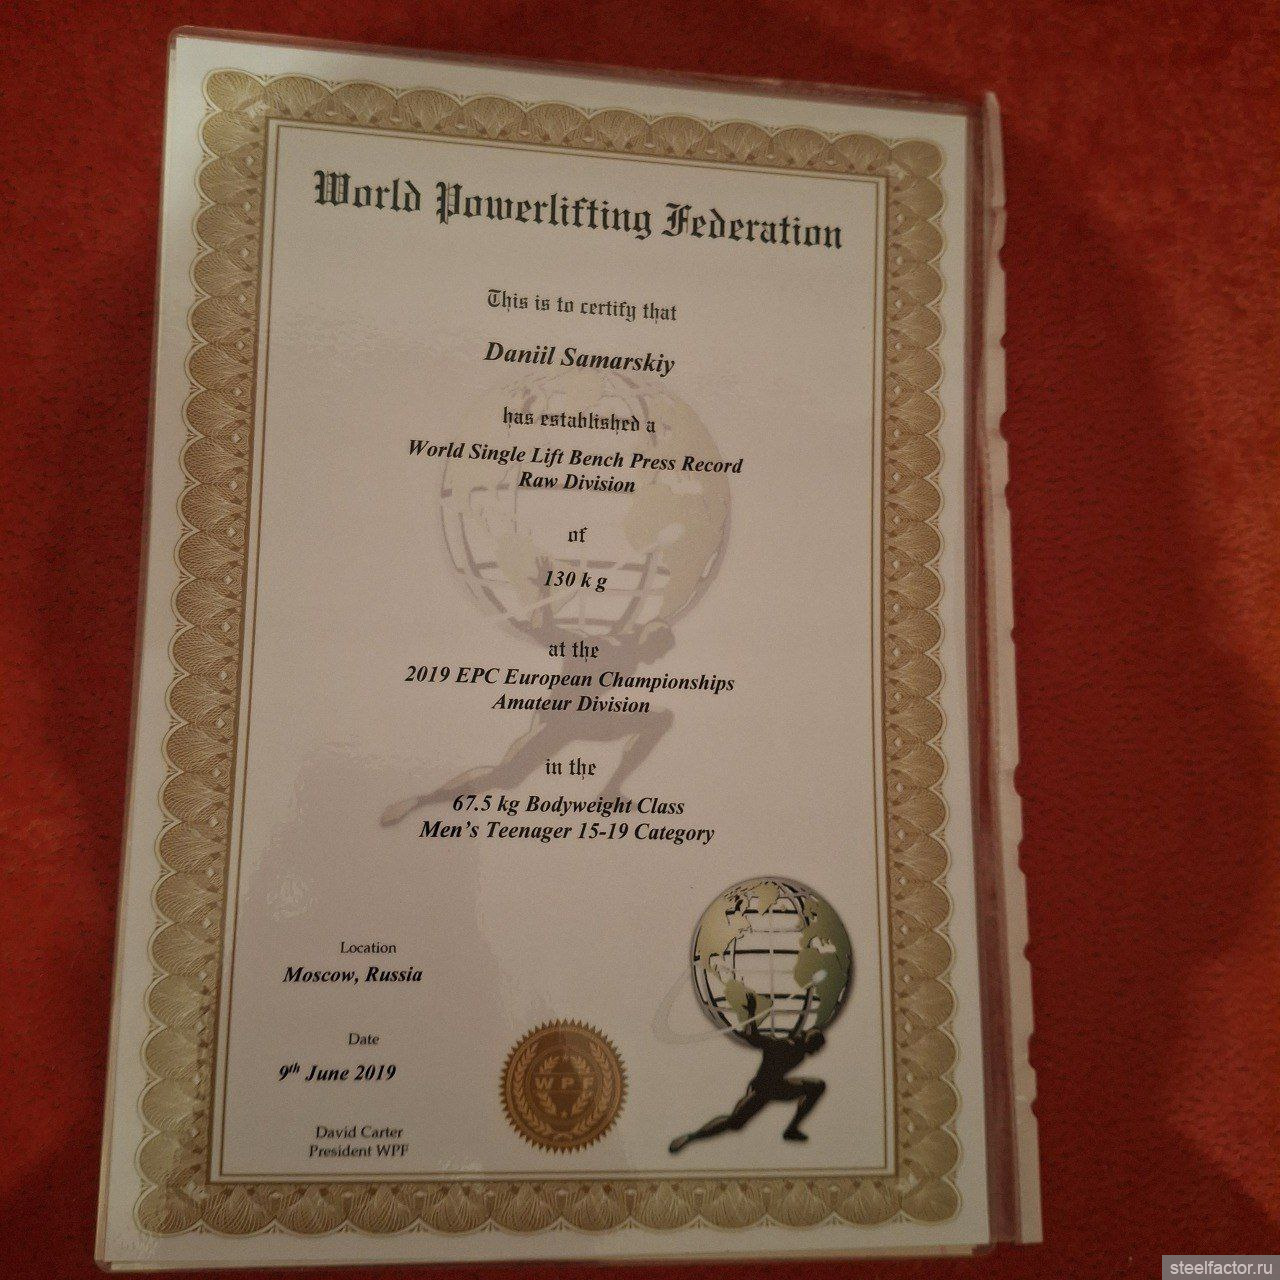 World Powerlifting Federation
This is to certify that
Daniil Samarskiy
has established a
World Single Lift Bench Press Record
Raw Division
of
130 k g
at the
2019 EPC European Championships
Amateur Division
in the
67.5 kg Bodyweight Class
Men's Teenager 15-19 Category
Location
Moscow, Russia
Date
9th June 2019
David Carter
President WPF
WPF
steelfactor.ru